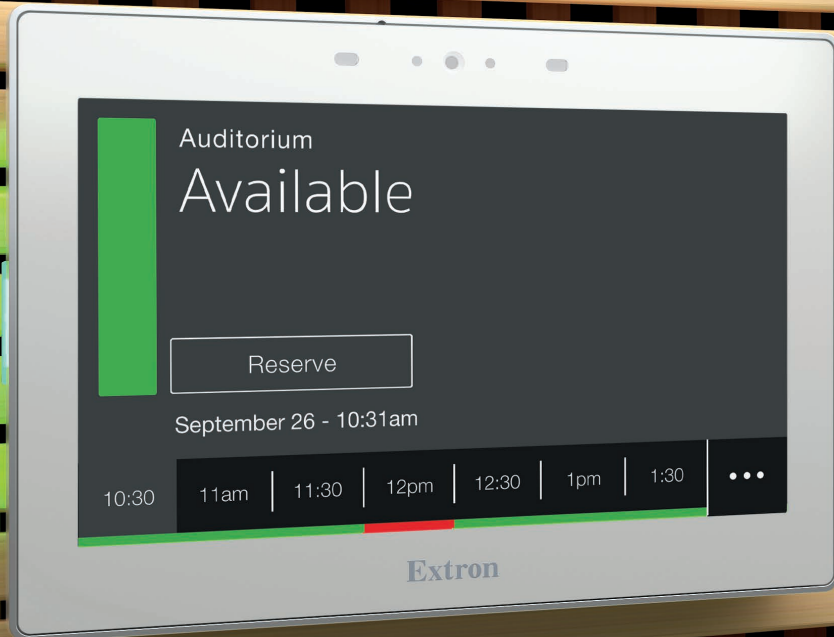 Auditorium
Available
Reserve
September 26 - 10:31am
10:30 11am 11:30 12pm 12:30 1pm 1:30 •••
Extron